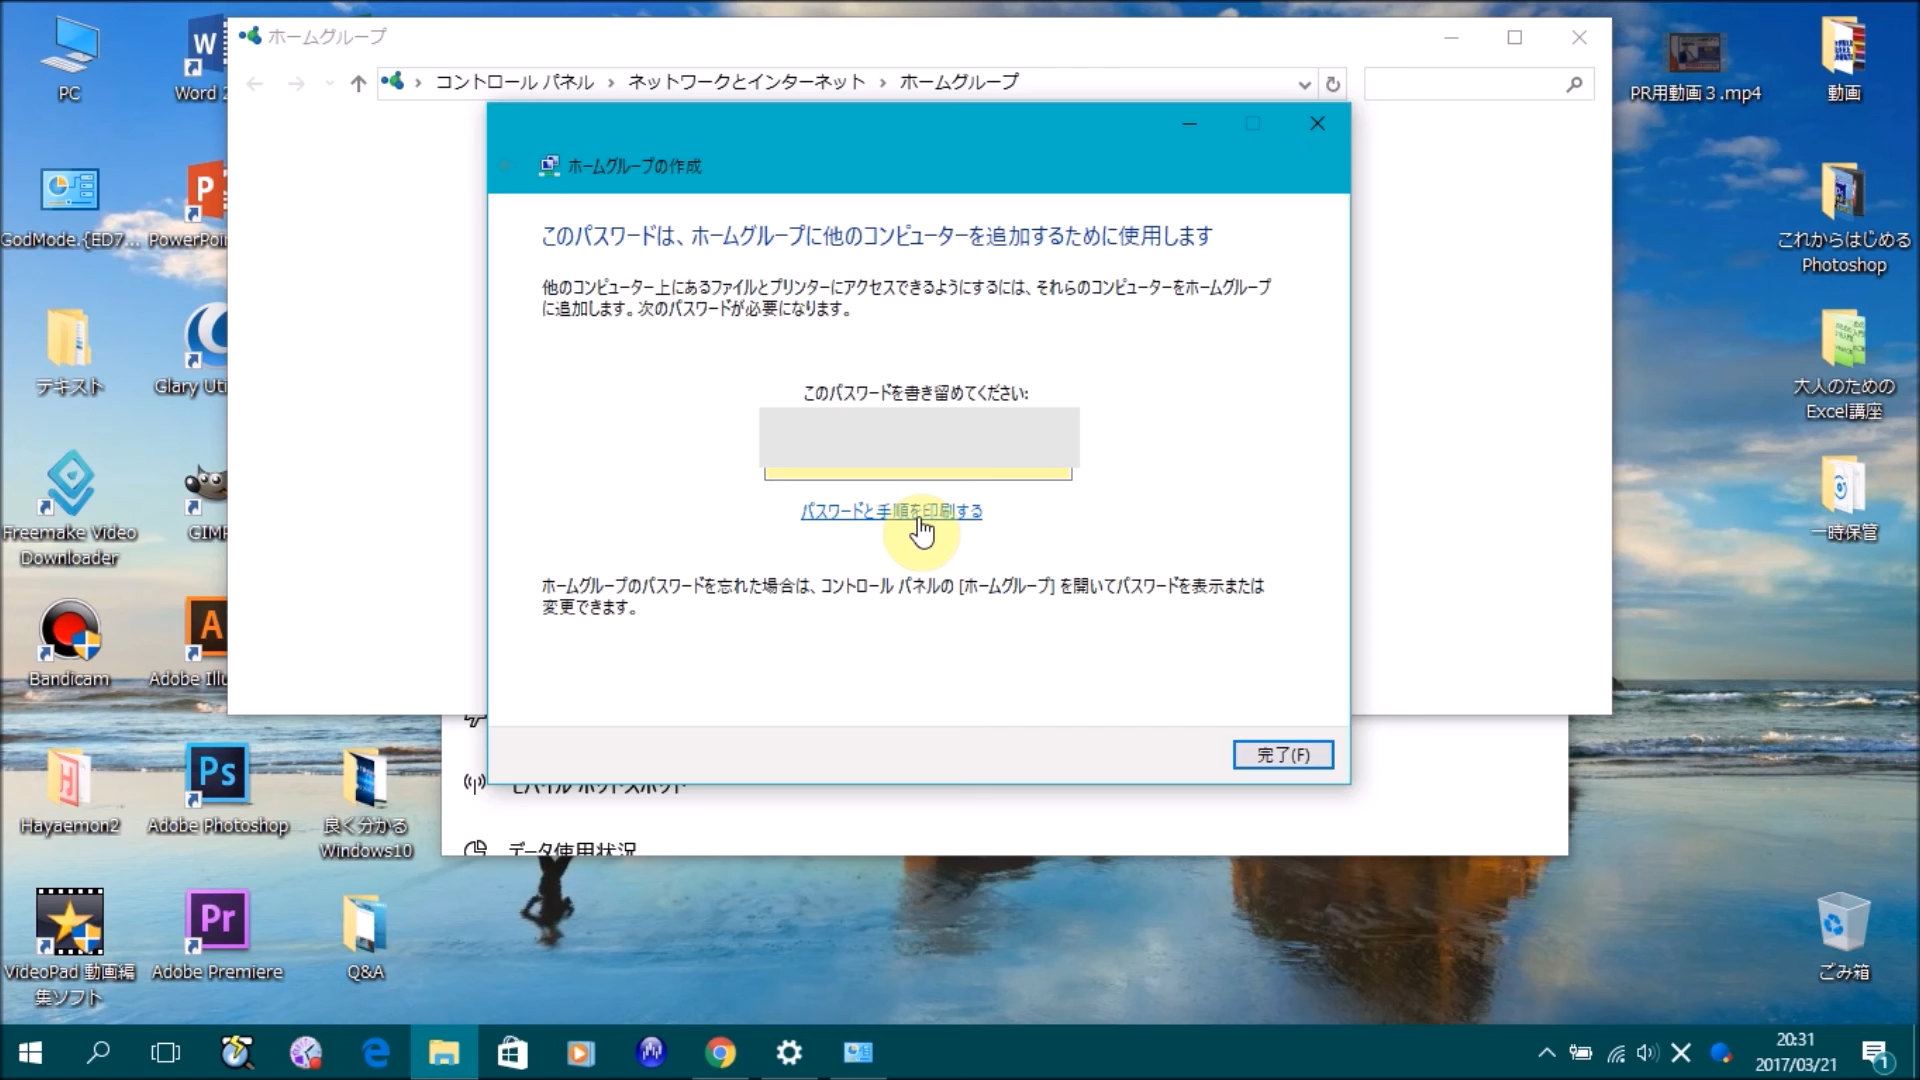 ホームグループ
コントロール パネル › ネットワークとインターネット › ホームグループ
ホームグループの作成
このパスワードは、ホームグループに他のコンピューターを追加するために使用します
他のコンピューター上にあるファイルとプリンターにアクセスできるようにするには、それらのコンピューターをホームグループ
に追加します。次のパスワードが必要になります。
このパスワードを書き留めてください:
パスワードと手順を印刷する
ホームグループのパスワードを忘れた場合は、コントロール パネルの [ホームグループ] を開いてパスワードを表示または
変更できます。
完了(F)
モバイル ホットスポット
データ使用状況
PC
Word 2
GodMode.{ED7...
PowerPoin
テキスト
Glary Uti
Freemake Video
Downloader
GIMP
Bandicam
Adobe Illu
Hayaemon2
Adobe Photoshop
良く分かる
Windows10
VideoPad 動画編
集ソフト
Adobe Premiere
Q&A
PR用動画３.mp4
動画
これからはじめる
Photoshop
大人のための
Excel講座
一時保管
ごみ箱
20:31
2017/03/21
1